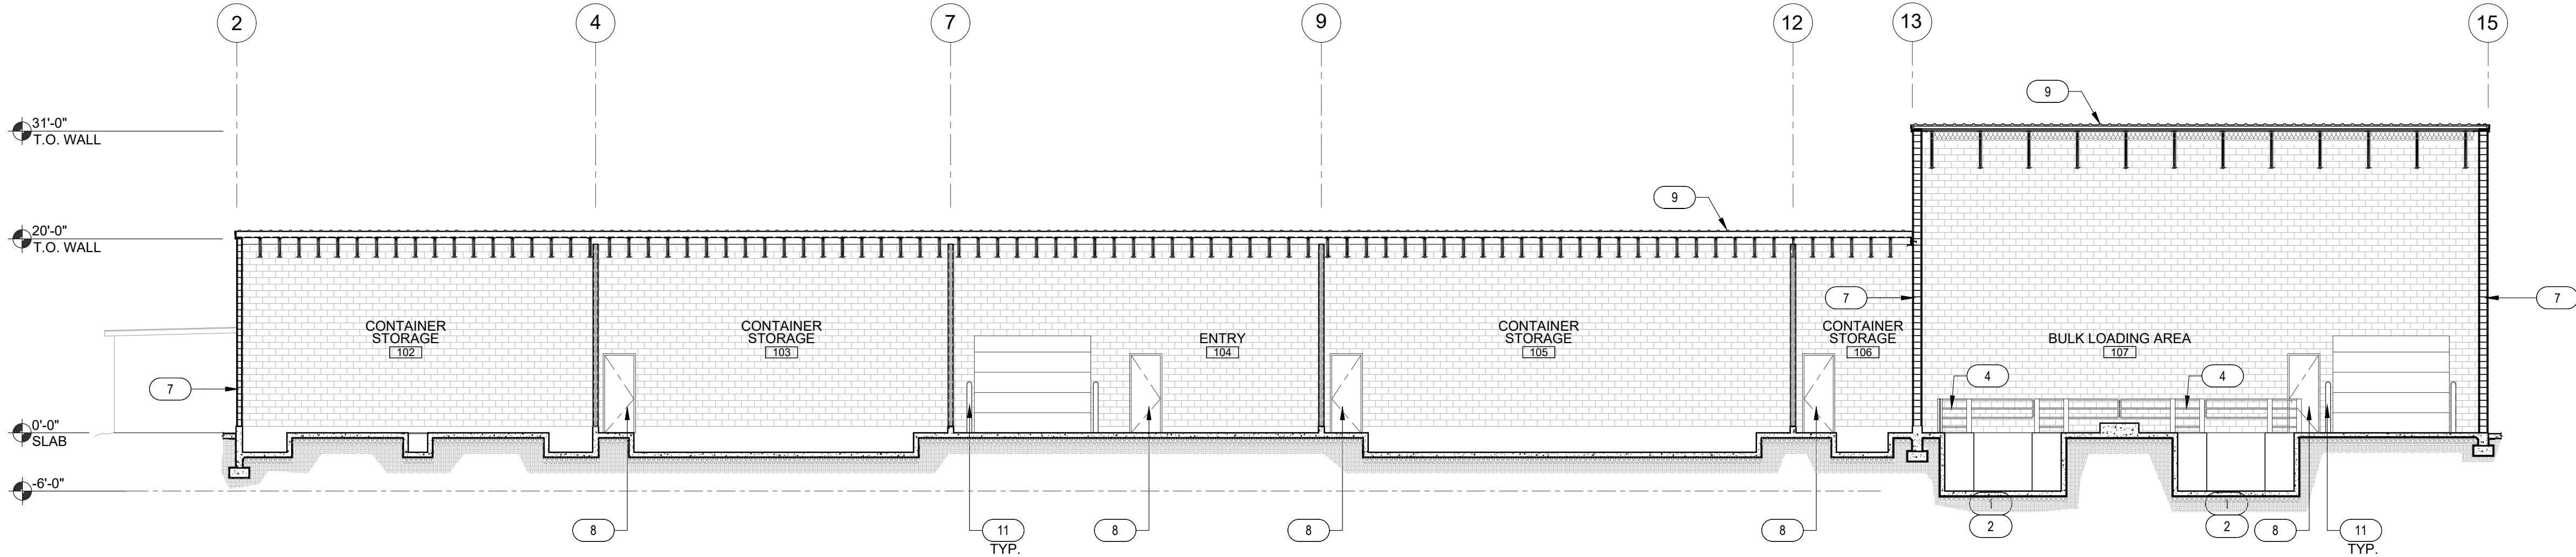 2 4 7 9 12 13 15
9
31'-0"
T.O. WALL
9
20'-0"
T.O. WALL
7 7
CONTAINER
STORAGE
102
CONTAINER
STORAGE
103
ENTRY
104
CONTAINER
STORAGE
105
CONTAINER
STORAGE
106
BULK LOADING AREA
107
4 4
7
0'-0"
SLAB
-6'-0"
1 1
8 11 8 8 8 2 2 8 11
TYP. TYP.